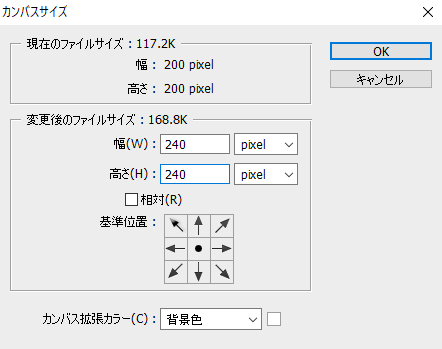 カンバスサイズ
現在のファイルサイズ : 117.2K
OK
幅 : 200 pixel
キャンセル
高さ : 200 pixel
変更後のファイルサイズ : 168.8K
幅(W) : 240 pixel
高さ(H) : 240 pixel
相対(R)
基準位置 :
カンバス拡張カラー(C) : 背景色